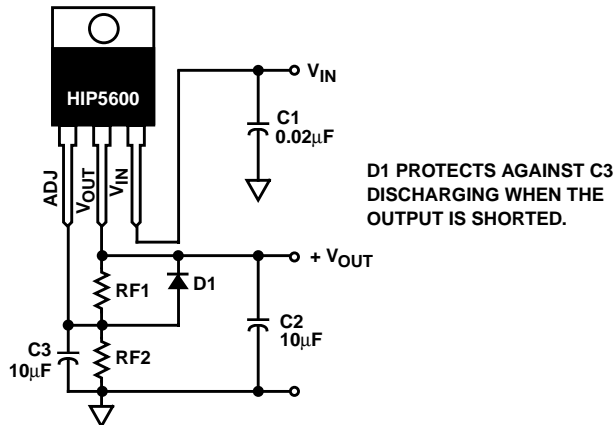 HIP5600
ADJ
VOUT
VIN
VIN
C1
0.02μF
D1 PROTECTS AGAINST C3
DISCHARGING WHEN THE
OUTPUT IS SHORTED.
+ VOUT
RF1
D1
C2
10μF
C3
10μF
RF2